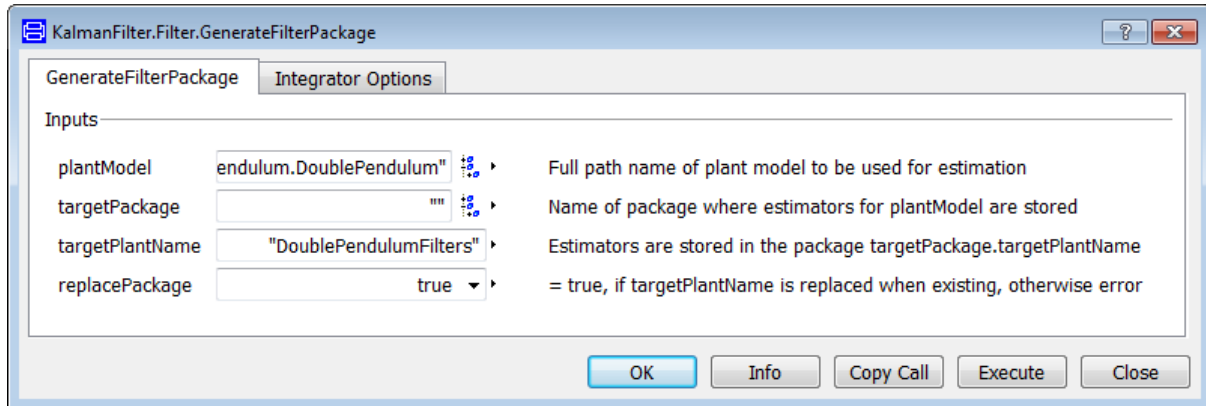 KalmanFilter.Filter.GenerateFilterPackage
GenerateFilterPackage Integrator Options
Inputs
plantModel endulum.DoublePendulum" Full path name of plant model to be used for estimation
targetPackage "" Name of package where estimators for plantModel are stored
targetPlantName "DoublePendulumFilters" Estimators are stored in the package targetPackage.targetPlantName
replacePackage true = true, if targetPlantName is replaced when existing, otherwise error
OK Info Copy Call Execute Close